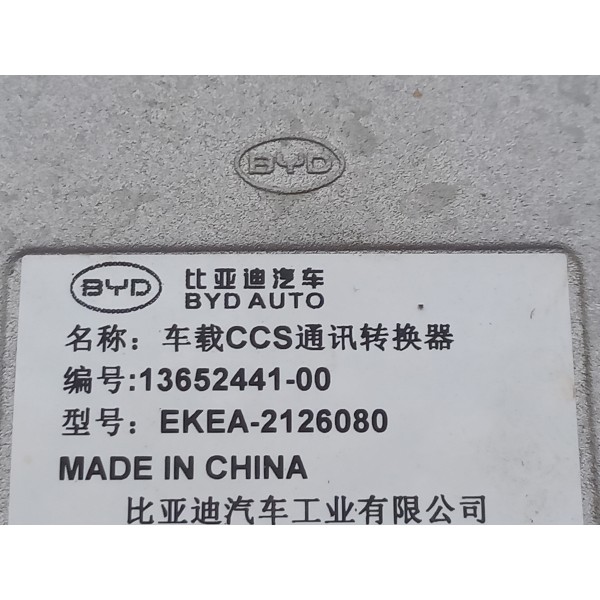 BYD
BYD 比亚迪汽车
BYD AUTO
名称：车载CCS通讯转换器
编号:13652441-00
型号：EKEA-2126080
MADE IN CHINA
比亚迪汽车工业有限公司